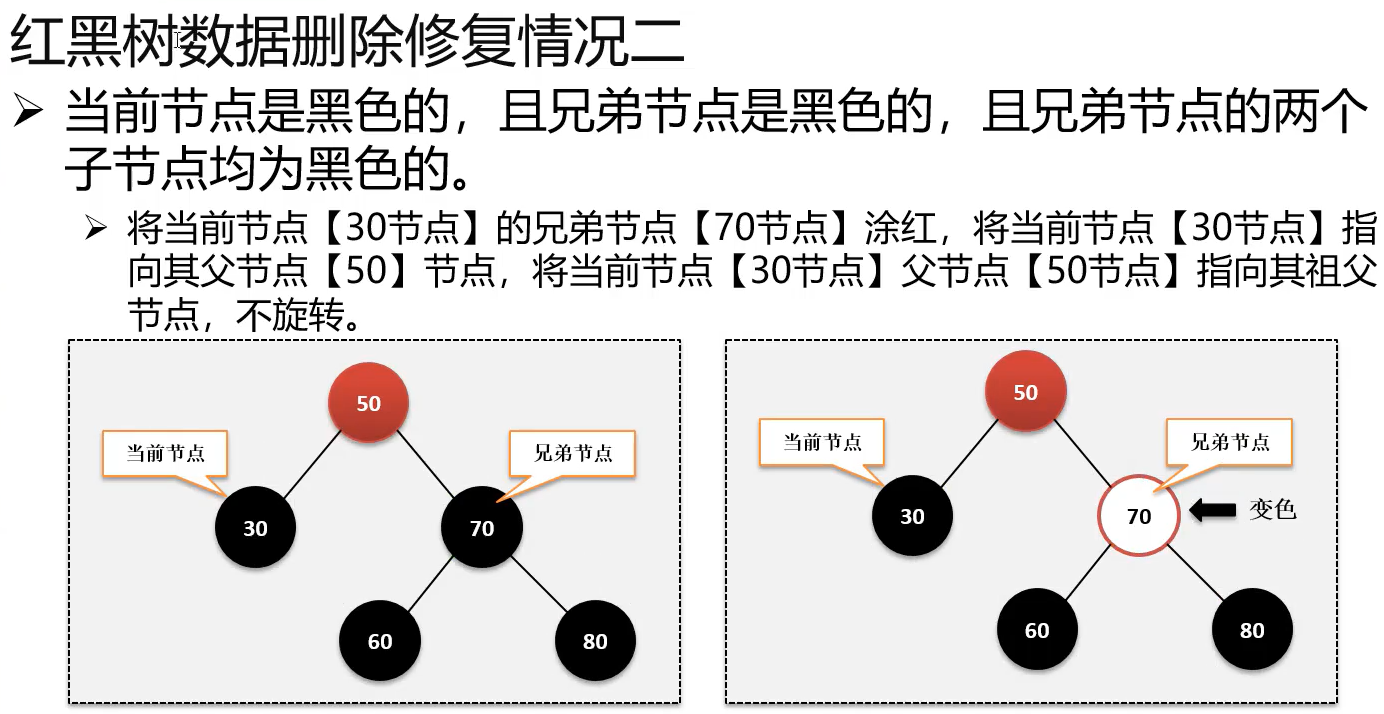 红黑树数据删除修复情况二
当前节点是黑色的，且兄弟节点是黑色的，且兄弟节点的两个
子节点均为黑色的。
将当前节点【30节点】的兄弟节点【70节点】涂红，将当前节点【30节点】指
向其父节点【50】节点，将当前节点【30节点】父节点【50节点】指向其祖父
节点，不旋转。
50
当前节点
兄弟节点
30
70
60
80
50
当前节点
兄弟节点
30
70
变色
60
80